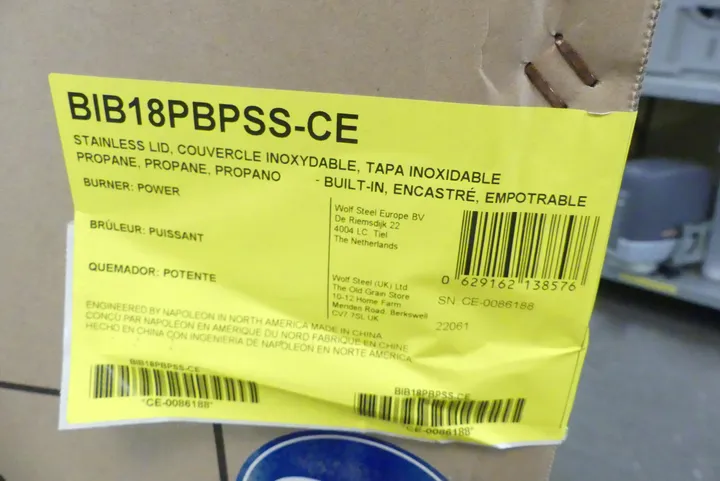 BIB18PBPSS-CE
STAINLESS LID, COUVERCLE INOXYDABLE, TAPA INOXIDABLE
PROPANE, PROPANE, PROPANO - BUILT-IN, ENCASTRÉ, EMPOTRABLE
BURNER: POWER
BRÛLEUR: PUISSANT
QUEMADOR: POTENTE
Wolf Steel Europe BV
De Riemsdijk 22
4004 LC. Tiel
The Netherlands
Wolf Steel (UK) Ltd
The Old Grain Store
10-12 Home Farm
Meriden Road, Berkswell
CV7 7SL UK
0 629162 138576
SN. CE-0086188
22061
ENGINEERED BY NAPOLEON IN NORTH AMERICA MADE IN CHINA
CONÇU PAR NAPOLEON EN AMÉRIQUE DU NORD FABRIQUÉ EN CHINE
HECHO EN CHINA CON INGENIERIA DE NAPOLEON EN NORTE AMERICA
BIB18PBPSS-CE
"CE-0086188"
BIB18PBPSS-CE
"CE-0086188"